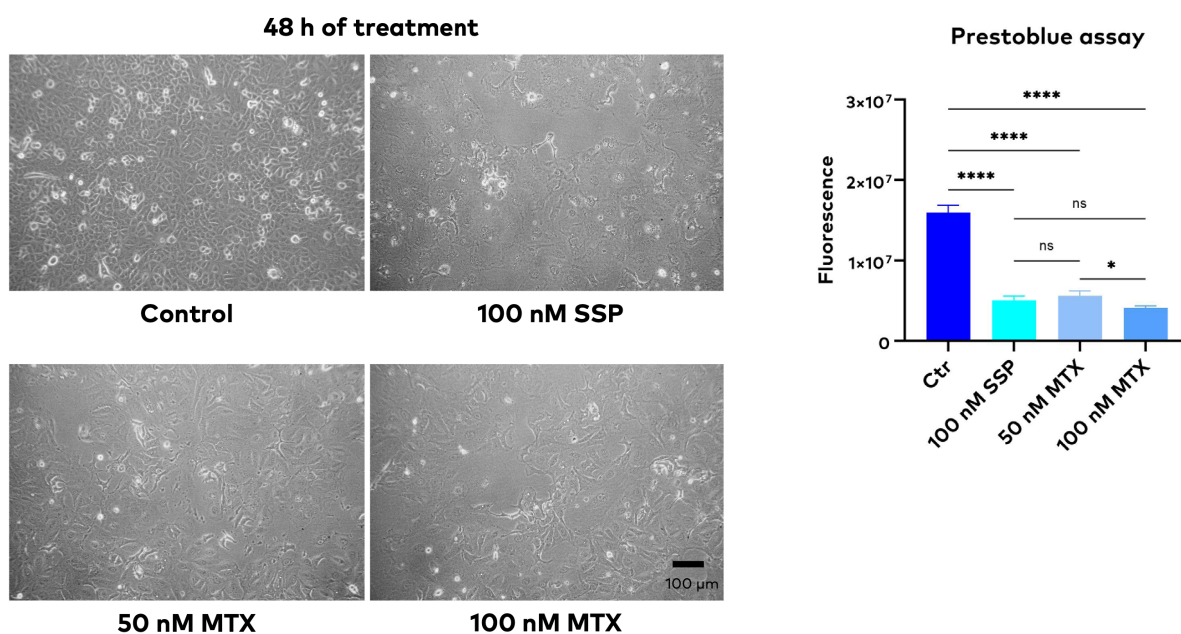 48 h of treatment
Control
100 nM SSP
50 nM MTX
100 nM MTX
100 µm
Prestoblue assay
Fluorescence
3×10⁷
2×10⁷
1×10⁷
0
****
****
****
ns
ns
*
Ctr
100 nM SSP
50 nM MTX
100 nM MTX